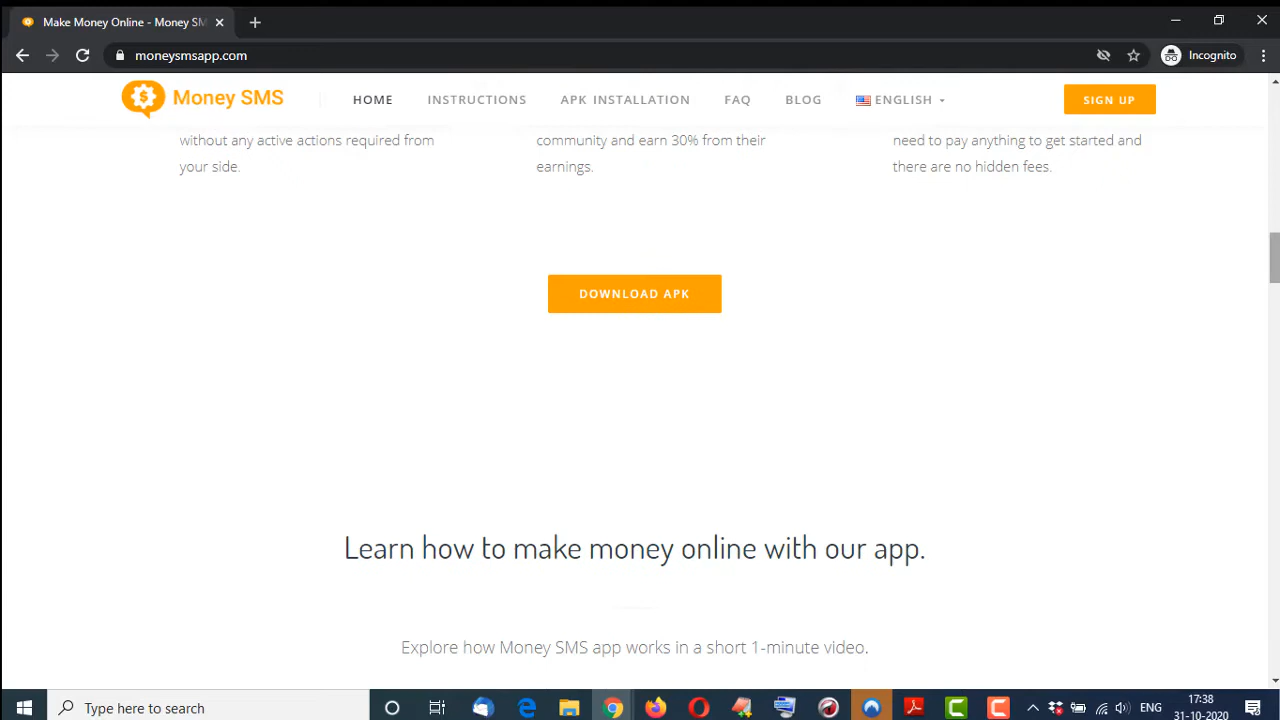 Make Money Online - Money SM
moneysmsapp.com
Incognito
Money SMS
HOME
INSTRUCTIONS
APK INSTALLATION
FAQ
BLOG
ENGLISH
SIGN UP
without any active actions required from
your side.
community and earn 30% from their
earnings.
need to pay anything to get started and
there are no hidden fees.
DOWNLOAD APK
Learn how to make money online with our app.
Explore how Money SMS app works in a short 1-minute video.
Type here to search
ENG
17:38
31-10-2020